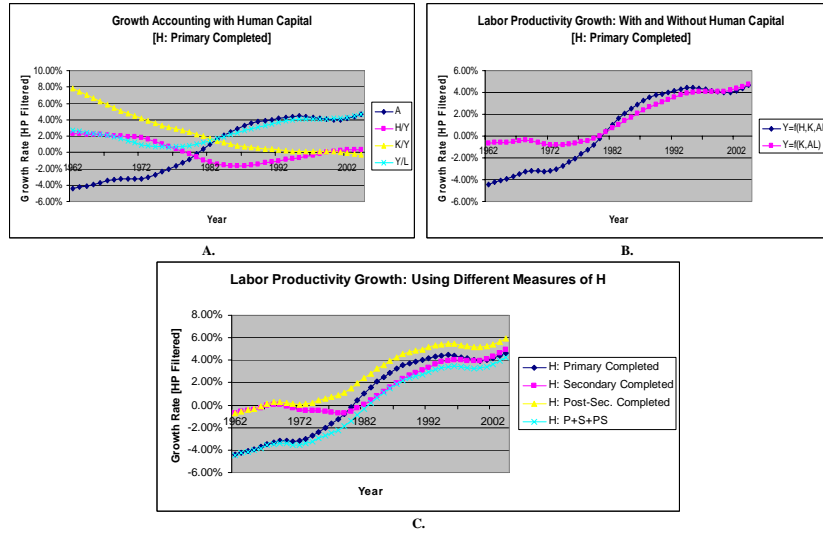 Growth Accounting with Human Capital
[H: Primary Completed]
Growth Rate [HP Filtered]
10.00%
8.00%
6.00%
4.00%
2.00%
0.00%
-2.00%
-4.00%
-6.00%
1962
1972
1982
1992
2002
Year
A
H/Y
K/Y
Y/L
A.
Labor Productivity Growth: With and Without Human Capital
[H: Primary Completed]
Growth Rate [HP Filtered]
6.00%
4.00%
2.00%
0.00%
-2.00%
-4.00%
-6.00%
1962
1972
1982
1992
2002
Year
Y=f(H,K,AL
Y=f(K,AL)
B.
Labor Productivity Growth: Using Different Measures of H
Growth Rate [HP Filtered]
8.00%
6.00%
4.00%
2.00%
0.00%
-2.00%
-4.00%
-6.00%
1962
1972
1982
1992
2002
Year
H: Primary Completed
H: Secondary Completed
H: Post-Sec. Completed
H: P+S+PS
C.